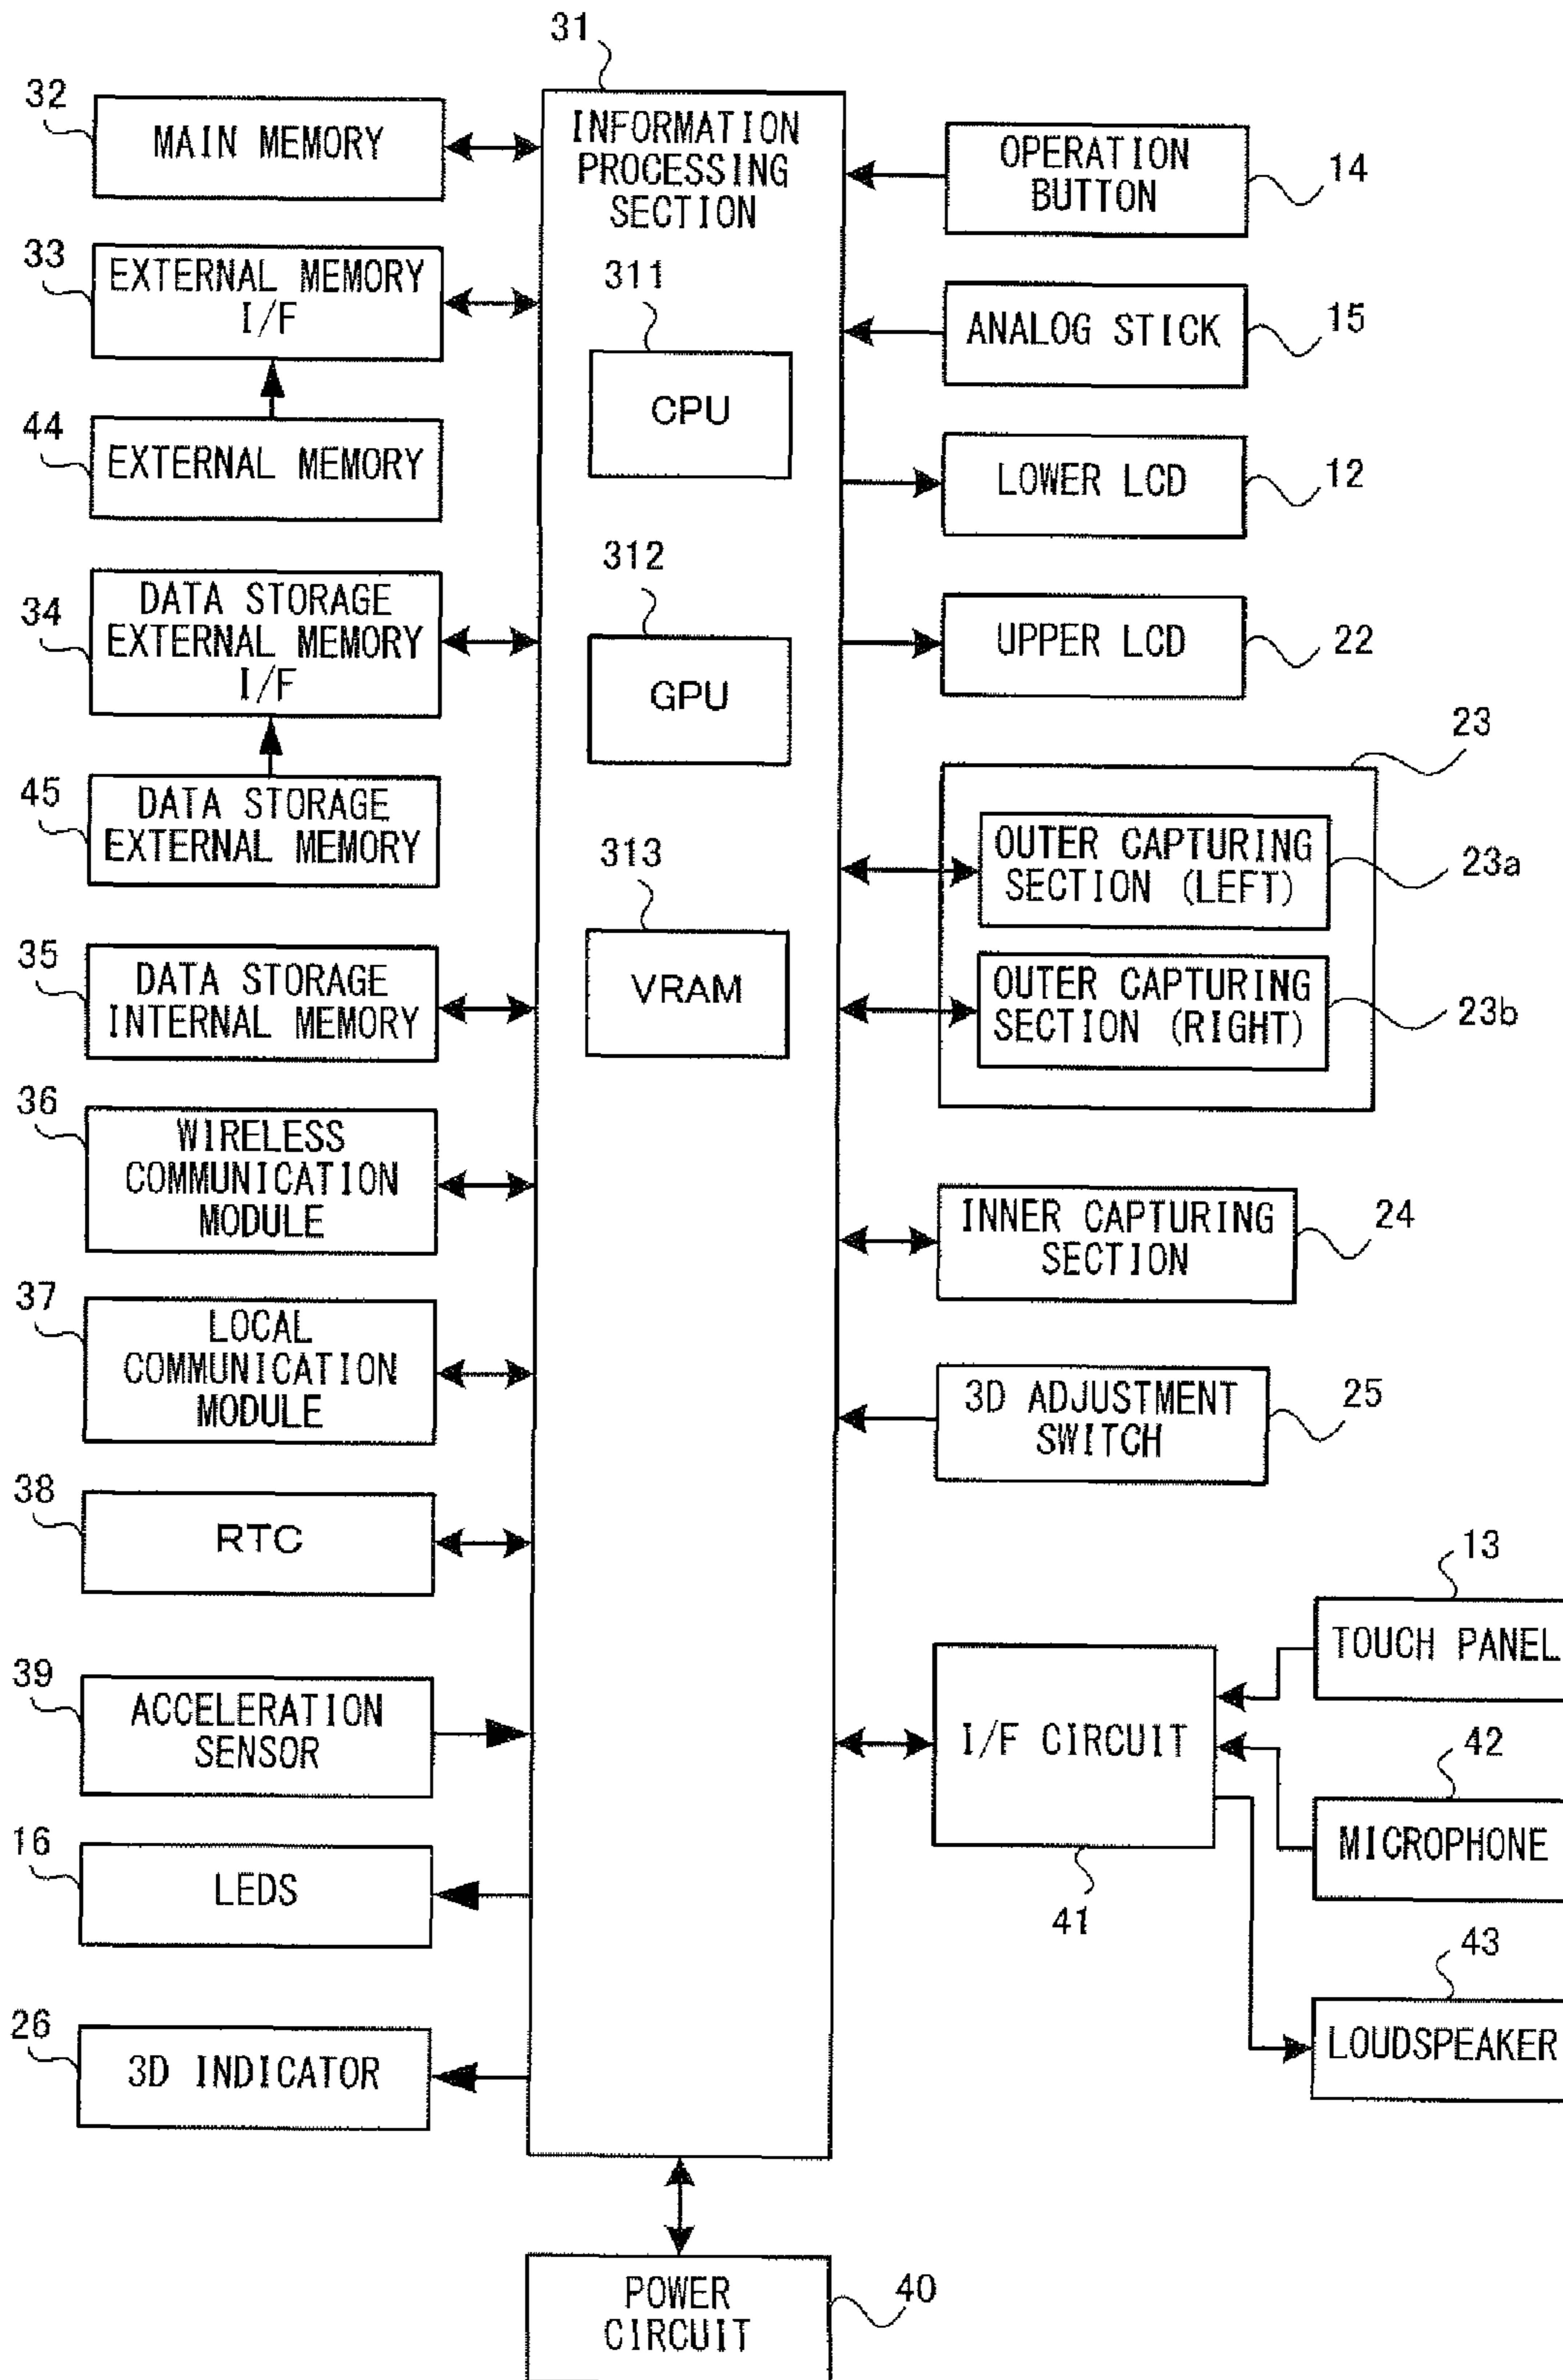 31
32
MAIN MEMORY
33
EXTERNAL MEMORY
I/F
44
EXTERNAL MEMORY
34
DATA STORAGE
EXTERNAL MEMORY
I/F
45
DATA STORAGE
EXTERNAL MEMORY
35
DATA STORAGE
INTERNAL MEMORY
36
WIRELESS
COMMUNICATION
MODULE
37
LOCAL
COMMUNICATION
MODULE
38
RTC
39
ACCELERATION
SENSOR
16
LEDS
26
3D INDICATOR
INFORMATION
PROCESSING
SECTION
311
CPU
312
GPU
313
VRAM
OPERATION
BUTTON
14
ANALOG STICK
15
LOWER LCD
12
UPPER LCD
22
23
OUTER CAPTURING
SECTION (LEFT)
23a
OUTER CAPTURING
SECTION (RIGHT)
23b
INNER CAPTURING
SECTION
24
3D ADJUSTMENT
SWITCH
25
13
TOUCH PANEL
I/F CIRCUIT
41
42
MICROPHONE
43
LOUDSPEAKER
POWER
CIRCUIT
40